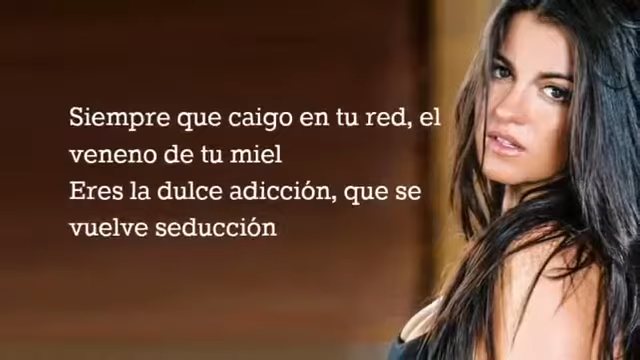 Siempre que caigo en tu red, el
veneno de tu miel
Eres la dulce adicción, que se
vuelve seducción